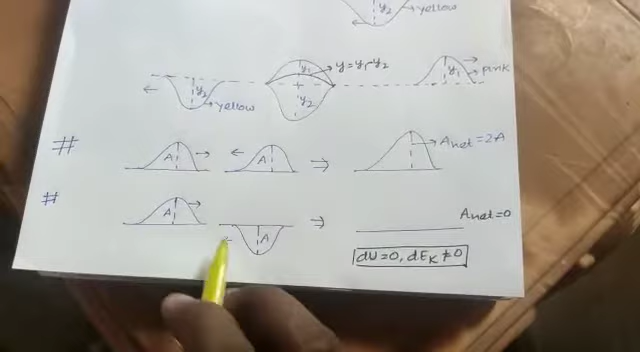 y₂
yellow
y₁
y=y₁-y₂
y₂
y₂
yellow
y₁
pink
#
A
A
⇒
Anet=2A
#
A
A
⇒
Anet=0
dU=0, dEK≠0